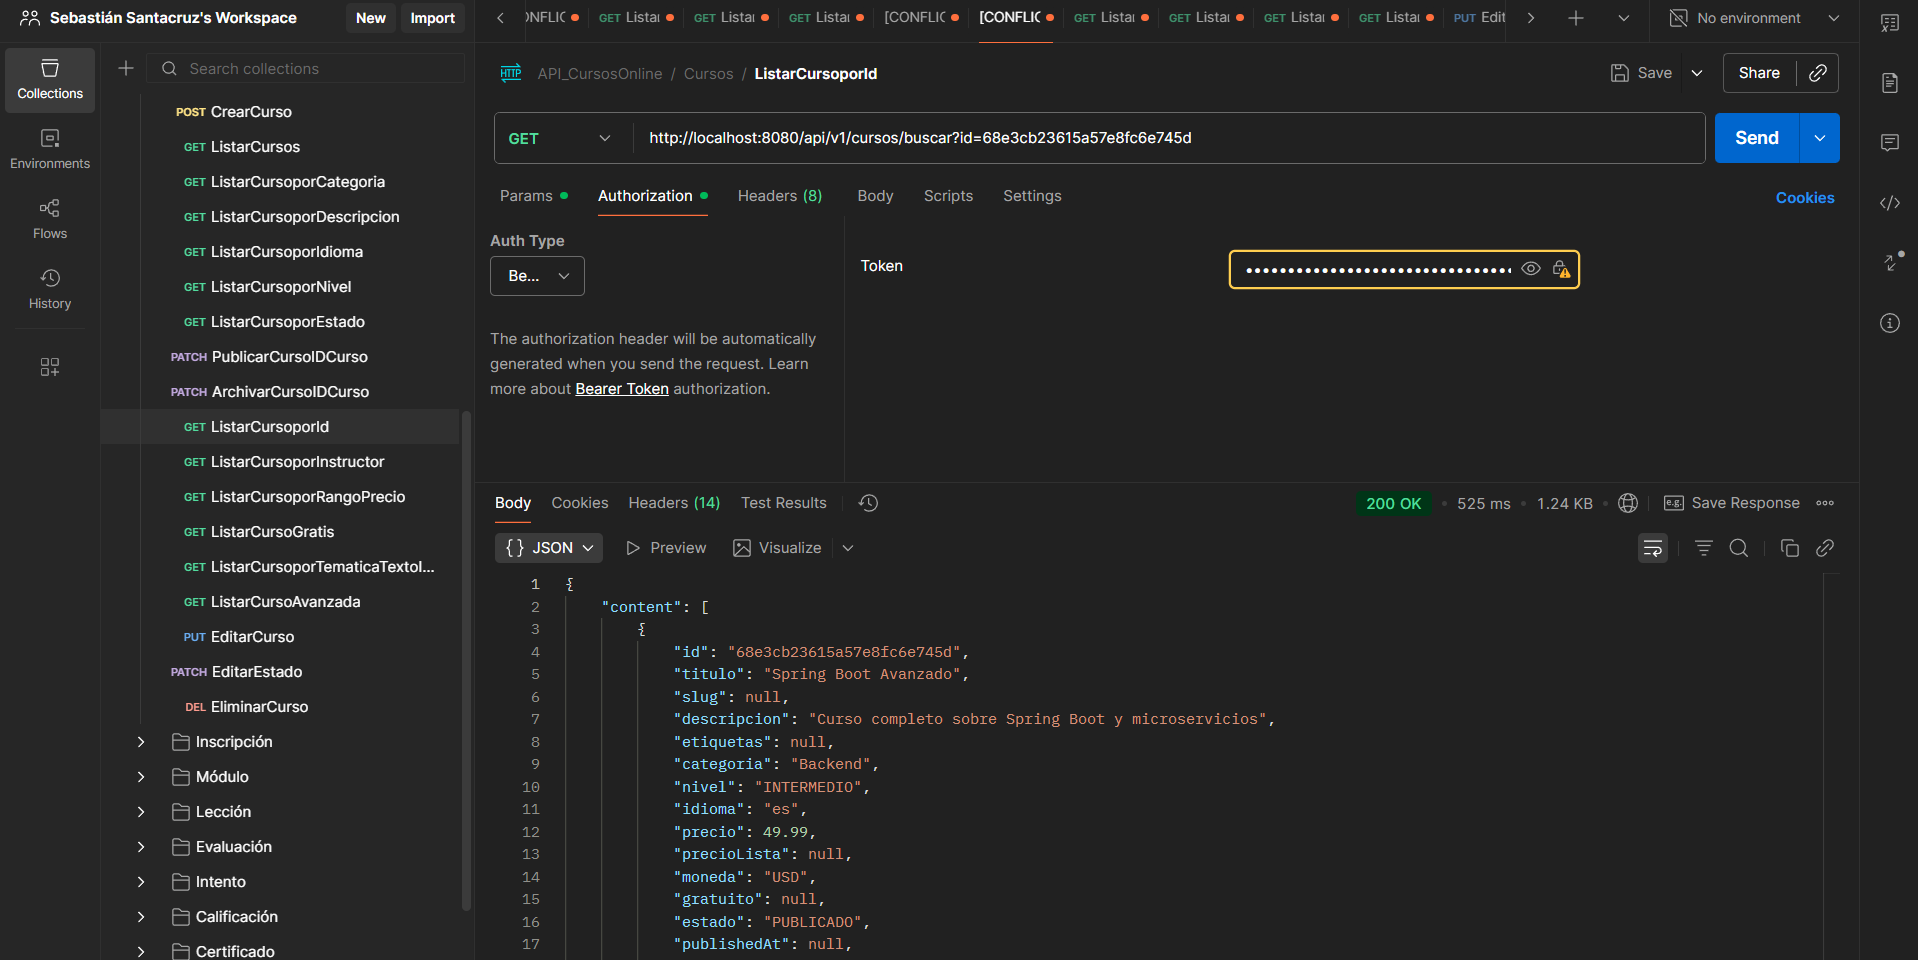 Sebastián Santacruz's Workspace
New
Import
ONFLIC
GET Listar
GET Listar
GET Listar
[CONFLIC
[CONFLIC
GET Listar
GET Listar
GET Listar
GET Listar
PUT Edit
No environment
Collections
Environments
Flows
History
Search collections
POST CrearCurso
GET ListarCursos
GET ListarCursoporCategoria
GET ListarCursoporDescripcion
GET ListarCursoporIdioma
GET ListarCursoporNivel
GET ListarCursoporEstado
PATCH PublicarCursoIDCurso
PATCH ArchivarCursoIDCurso
GET ListarCursoporId
GET ListarCursoporInstructor
GET ListarCursoporRangoPrecio
GET ListarCursoGratis
GET ListarCursoporTematicaTextol...
GET ListarCursoAvanzada
PUT EditarCurso
PATCH EditarEstado
DEL EliminarCurso
Inscripción
Módulo
Lección
Evaluación
Intento
Calificación
Certificado
HTTP API_CursosOnline / Cursos / ListarCursoporId
Save
Share
GET
http://localhost:8080/api/v1/cursos/buscar?id=68e3cb23615a57e8fc6e745d
Send
Params
Authorization
Headers (8)
Body
Scripts
Settings
Cookies
Auth Type
Be...
The authorization header will be automatically
generated when you send the request. Learn
more about Bearer Token authorization.
Token
Body
Cookies
Headers (14)
Test Results
200 OK
525 ms
1.24 KB
e.g. Save Response
{} JSON
Preview
Visualize
1 {
2 "content": [
3 {
4 "id": "68e3cb23615a57e8fc6e745d",
5 "titulo": "Spring Boot Avanzado",
6 "slug": null,
7 "descripcion": "Curso completo sobre Spring Boot y microservicios",
8 "etiquetas": null,
9 "categoria": "Backend",
10 "nivel": "INTERMEDIO",
11 "idioma": "es",
12 "precio": 49.99,
13 "precioLista": null,
14 "moneda": "USD",
15 "gratuito": null,
16 "estado": "PUBLICADO",
17 "publishedAt": null,